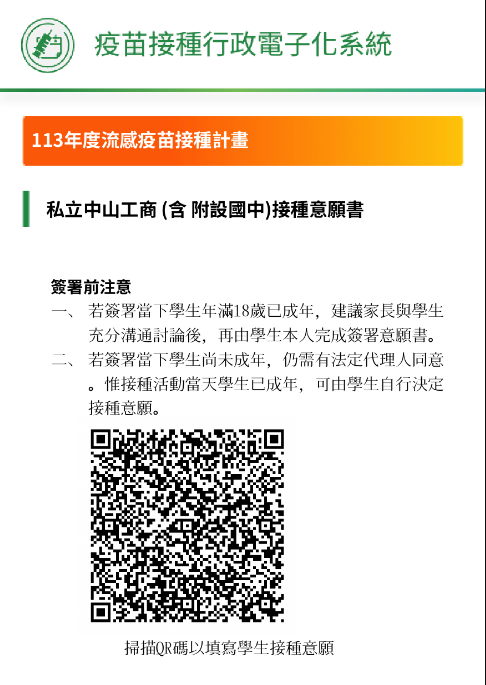 疫苗接種行政電子化系統
113年度流感疫苗接種計畫
私立中山工商 (含 附設國中)接種意願書
簽署前注意
一、 若簽署當下學生年滿18歲已成年，建議家長與學生
充分溝通討論後，再由學生本人完成簽署意願書。
二、 若簽署當下學生尚未成年，仍需有法定代理人同意
。惟接種活動當天學生已成年，可由學生自行決定
接種意願。
掃描QR碼以填寫學生接種意願